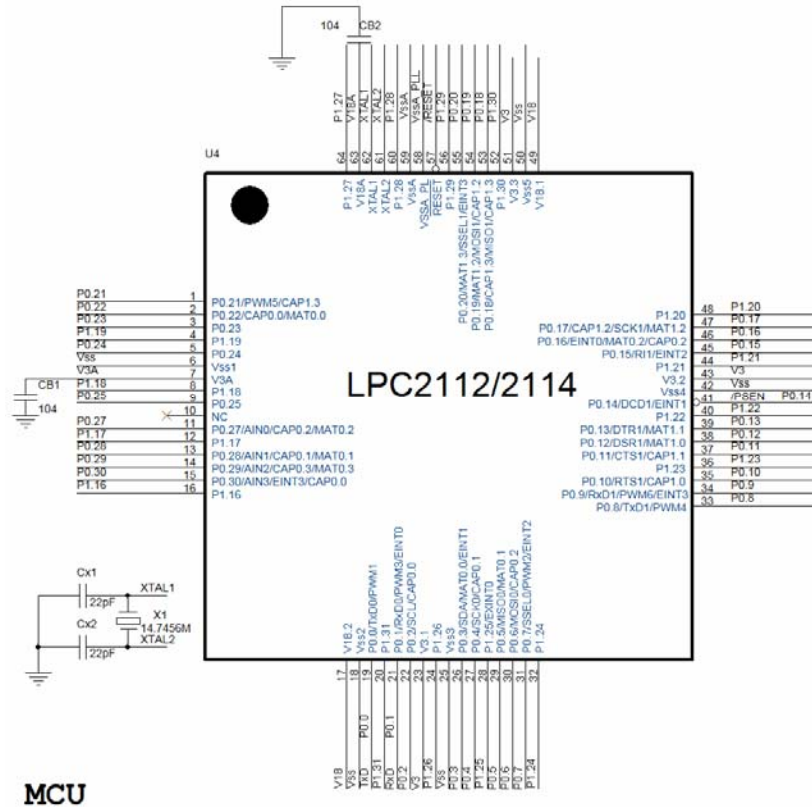 104 CB2
P1.27 V18A XTAL1 XTAL2 P1.28 VssA VssA_PLL /RESET P1.29 P0.20 P0.19 P0.18 P1.30 V3 Vss V18
U4
64 63 62 61 60 59 58 57 56 55 54 53 52 51 50 49
P1.27
V18A
XTAL1
XTAL2
P1.28
VssA
VSSA_PL
RESET
P1.29
P0.20/MAT1.3/SSEL1/EINT3
P0.19/MAT1.2/MOSI1/CAP1.2
P0.18/CAP1.3/MISO1/CAP1.3
P1.30
V3.3
Vss5
V18.1
P0.21 1 P0.21/PWM5/CAP1.3
P0.22 2 P0.22/CAP0.0/MAT0.0
P0.23 3 P0.23
P1.19 4 P1.19
P0.24 5 P0.24
Vss 6 Vss1
V3A 7 V3A
P1.18 8 P1.18
P0.25 9 P0.25
10 NC
P0.27 11 P0.27/AIN0/CAP0.2/MAT0.2
P1.17 12 P1.17
P0.28 13 P0.28/AIN1/CAP0.1/MAT0.1
P0.29 14 P0.29/AIN2/CAP0.3/MAT0.3
P0.30 15 P0.30/AIN3/EINT3/CAP0.0
P1.16 16 P1.16
CB1
104
LPC2112/2114
P1.20 48 P1.20
P0.17/CAP1.2/SCK1/MAT1.2 47 P0.17
P0.16/EINT0/MAT0.2/CAP0.2 46 P0.16
P0.15/RI1/EINT2 45 P0.15
P1.21 44 P1.21
V3.2 43 V3
Vss4 42 Vss
P0.14/DCD1/EINT1 41 /PSEN P0.14
P1.22 40 P1.22
P0.13/DTR1/MAT1.1 39 P0.13
P0.12/DSR1/MAT1.0 38 P0.12
P0.11/CTS1/CAP1.1 37 P0.11
P1.23 36 P1.23
P0.10/RTS1/CAP1.0 35 P0.10
P0.9/RxD1/PWM6/EINT3 34 P0.9
P0.8/TxD1/PWM4 33 P0.8
Cx1 XTAL1
22pF
X1
14.7456M
Cx2 XTAL2
22pF
V18.2
Vss2
P0.0/TxD0/PWM1
P1.31
P0.1/RxD0/PWM3/EINT0
P0.2/SCL/CAP0.0
V3.1
P1.26
Vss3
P0.3/SDA/MAT0.0/EINT1
P0.4/SCK0/CAP0.1
P1.25/EXINT0
P0.5/MISO0/MAT0.1
P0.6/MOSI0/CAP0.2
P0.7/SSEL0/PWM2/EINT2
P1.24
17 18 19 20 21 22 23 24 25 26 27 28 29 30 31 32
P0.0 P0.1
V18 Vss TxD P1.31 RxD P0.2 V3 P1.26 Vss P0.3 P0.4 P1.25 P0.5 P0.6 P0.7 P1.24
MCU